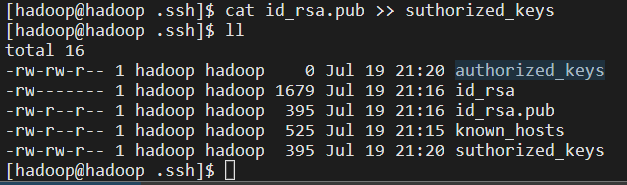 [hadoop@hadoop .ssh]$ cat id_rsa.pub >> suthorized_keys
[hadoop@hadoop .ssh]$ ll
total 16
-rw-rw-r-- 1 hadoop hadoop    0 Jul 19 21:20 authorized_keys
-rw------- 1 hadoop hadoop 1679 Jul 19 21:16 id_rsa
-rw-r--r-- 1 hadoop hadoop  395 Jul 19 21:16 id_rsa.pub
-rw-r--r-- 1 hadoop hadoop  525 Jul 19 21:15 known_hosts
-rw-rw-r-- 1 hadoop hadoop  395 Jul 19 21:20 suthorized_keys
[hadoop@hadoop .ssh]$